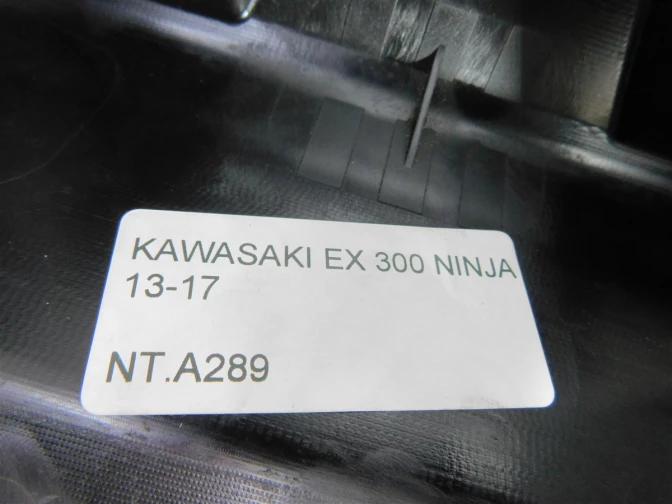 KAWASAKI EX 300 NINJA
13-17
NT.A289